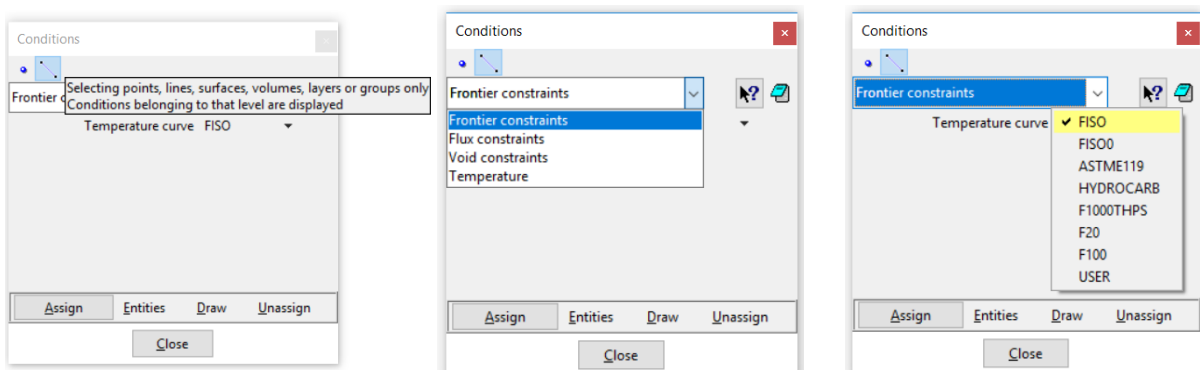 Conditions
Selecting points, lines, surfaces, volumes, layers or groups only
Conditions belonging to that level are displayed
Temperature curve FISO
Assign Entities Draw Unassign
Close
Conditions
Frontier constraints
Frontier constraints
Flux constraints
Void constraints
Temperature
Assign Entities Draw Unassign
Close
Conditions
Frontier constraints
Temperature curve
FISO
FISO0
ASTME119
HYDROCARB
F1000THPS
F20
F100
USER
Assign Entities Draw Unassign
Close